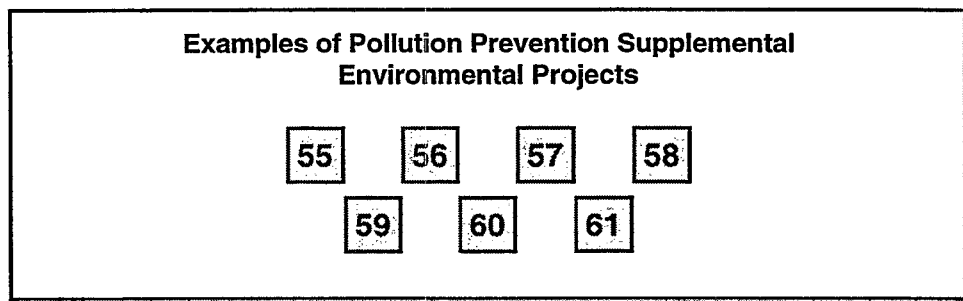 Examples of Pollution Prevention Supplemental
Environmental Projects
55 56 57 58
59 60 61